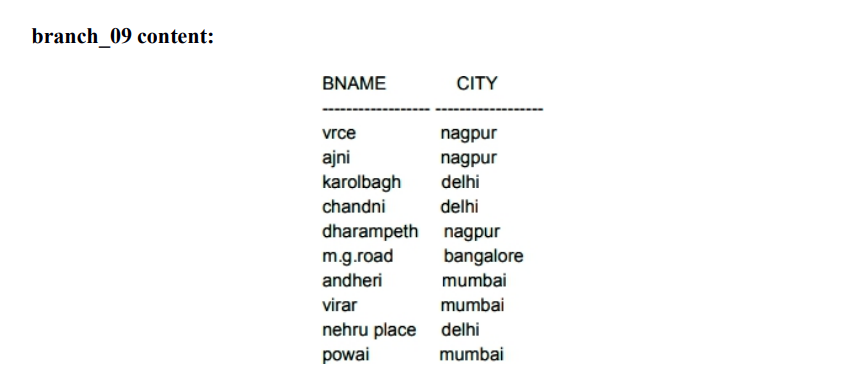 branch_09 content:
BNAME CITY
------------------ ------------------
vrce nagpur
ajni nagpur
karolbagh delhi
chandni delhi
dharampeth nagpur
m.g.road bangalore
andheri mumbai
virar mumbai
nehru place delhi
powai mumbai